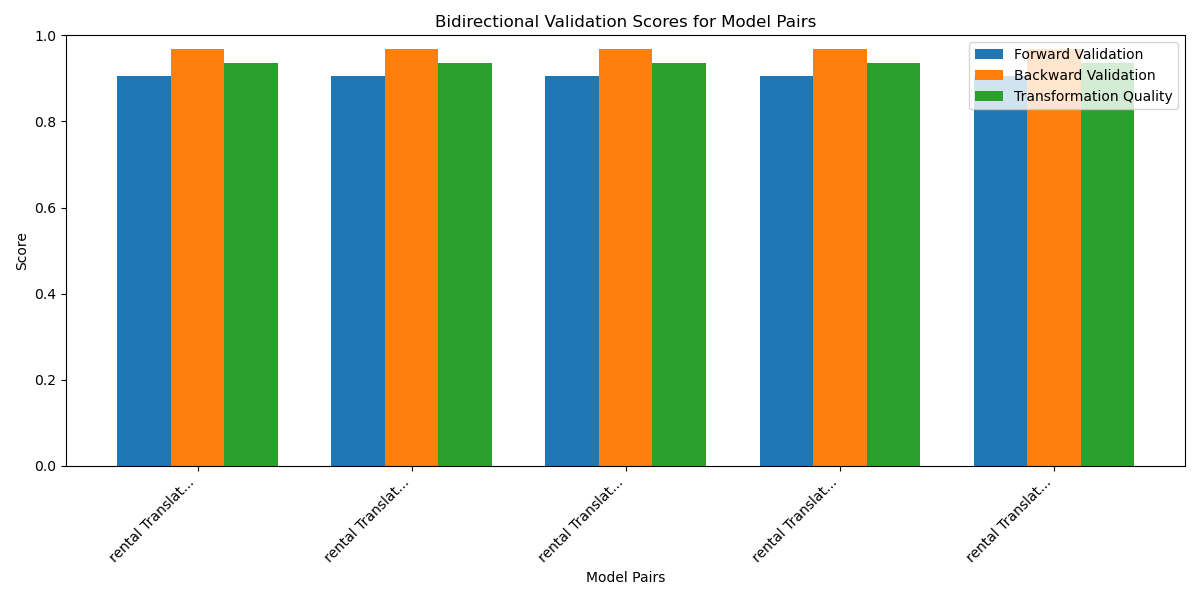 Bidirectional Validation Scores for Model Pairs
Forward Validation
Backward Validation
Transformation Quality
Score
1.0
0.8
0.6
0.4
0.2
0.0
rental Translat...
rental Translat...
rental Translat...
rental Translat...
rental Translat...
Model Pairs